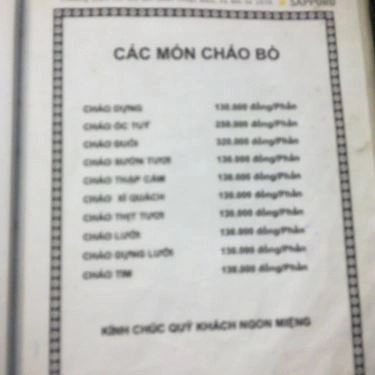 SAPPORO
CÁC MÓN CHÁO BÒ
CHÁO DỰNG 130.000 đồng/Phần
CHÁO ÓC TUỶ 250.000 đồng/Phần
CHÁO ĐUÔI 320.000 đồng/Phần
CHÁO SƯỜN TƯƠI 130.000 đồng/Phần
CHÁO THẬP CẨM 130.000 đồng/Phần
CHÁO XÍ QUÁCH 130.000 đồng/Phần
CHÁO THỊT TƯƠI 130.000 đồng/Phần
CHÁO LƯỠI 130.000 đồng/Phần
CHÁO DỰNG LƯỠI 130.000 đồng/Phần
CHÁO TIM 130.000 đồng/Phần
KÍNH CHÚC QUÝ KHÁCH NGON MIỆNG